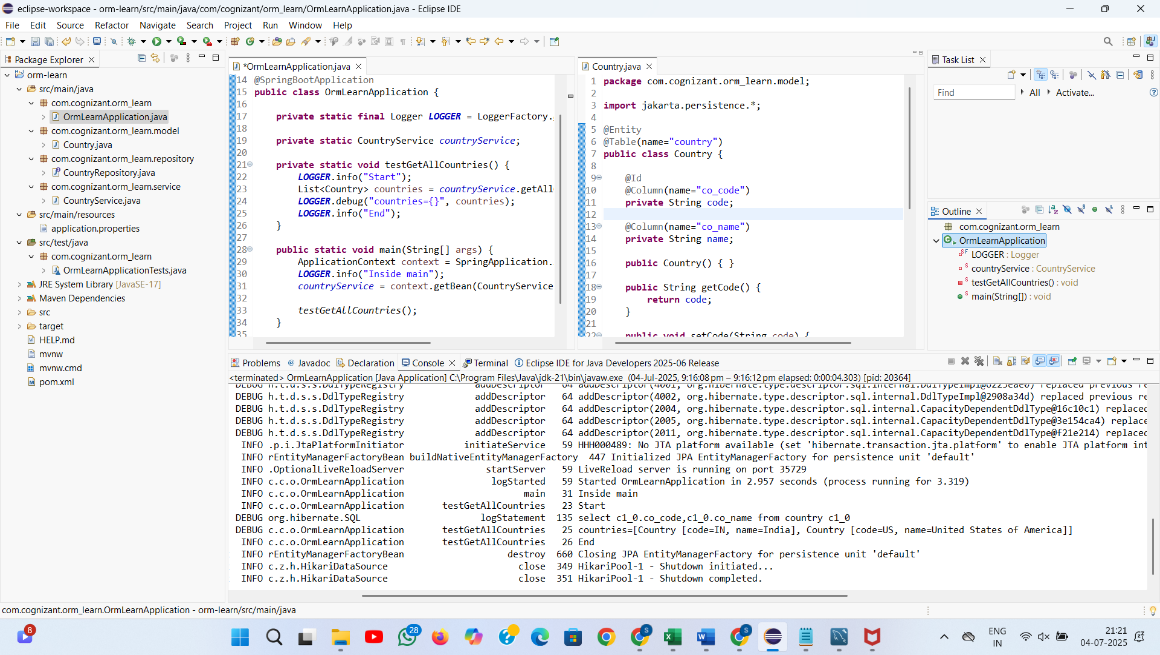 eclipse-workspace - orm-learn/src/main/java/com/cognizant/orm_learn/OrmLearnApplication.java - Eclipse IDE
File Edit Source Refactor Navigate Search Project Run Window Help
Package Explorer
orm-learn
src/main/java
com.cognizant.orm_learn
OrmLearnApplication.java
com.cognizant.orm_learn.model
Country.java
com.cognizant.orm_learn.repository
CountryRepository.java
com.cognizant.orm_learn.service
CountryService.java
src/main/resources
application.properties
src/test/java
com.cognizant.orm_learn
OrmLearnApplicationTests.java
JRE System Library [JavaSE-17]
Maven Dependencies
src
target
HELP.md
mvnw
mvnw.cmd
pom.xml
*OrmLearnApplication.java
14 @SpringBootApplication
15 public class OrmLearnApplication {
16
17 private static final Logger LOGGER = LoggerFactory.
18
19 private static CountryService countryService;
20
21 private static void testGetAllCountries() {
22 LOGGER.info("Start");
23 List<Country> countries = countryService.getAll
24 LOGGER.debug("countries={}", countries);
25 LOGGER.info("End");
26 }
27
28 public static void main(String[] args) {
29 ApplicationContext context = SpringApplication.
30 LOGGER.info("Inside main");
31 countryService = context.getBean(CountryService
32
33 testGetAllCountries();
34 }
35
Country.java
1 package com.cognizant.orm_learn.model;
2
3 import jakarta.persistence.*;
4
5 @Entity
6 @Table(name="country")
7 public class Country {
8
9 @Id
10 @Column(name="co_code")
11 private String code;
12
13 @Column(name="co_name")
14 private String name;
15
16 public Country() { }
17
18 public String getCode() {
19 return code;
20 }
21
22 public void setCode(String code) {
Task List
Find All Activate...
Outline
com.cognizant.orm_learn
OrmLearnApplication
LOGGER : Logger
countryService : CountryService
testGetAllCountries() : void
main(String[]) : void
Problems Javadoc Declaration Console Terminal Eclipse IDE for Java Developers 2025-06 Release
<terminated> OrmLearnApplication [Java Application] C:\Program Files\Java\jdk-21\bin\javaw.exe (04-Jul-2025, 9:16:08 pm – 9:16:12 pm elapsed: 0:00:04.303) [pid: 20364]
DEBUG h.t.d.s.s.DdlTypeRegistry addDescriptor 64 addDescriptor(4002, org.hibernate.type.descriptor.sql.internal.DdlTypeImpl@2908a34d) replaced previous re
DEBUG h.t.d.s.s.DdlTypeRegistry addDescriptor 64 addDescriptor(2004, org.hibernate.type.descriptor.sql.internal.CapacityDependentDdlType@16c10c1) replaced
DEBUG h.t.d.s.s.DdlTypeRegistry addDescriptor 64 addDescriptor(2005, org.hibernate.type.descriptor.sql.internal.CapacityDependentDdlType@3e154ca4) replace
DEBUG h.t.d.s.s.DdlTypeRegistry addDescriptor 64 addDescriptor(2011, org.hibernate.type.descriptor.sql.internal.CapacityDependentDdlType@f21e214) replaced
INFO .p.i.JtaPlatformInitiator initiateService 59 HHH000489: No JTA platform available (set 'hibernate.transaction.jta.platform' to enable JTA platform int
INFO rEntityManagerFactoryBean buildNativeEntityManagerFactory 447 Initialized JPA EntityManagerFactory for persistence unit 'default'
INFO .OptionalLiveReloadServer startServer 59 LiveReload server is running on port 35729
INFO c.c.o.OrmLearnApplication logStarted 59 Started OrmLearnApplication in 2.957 seconds (process running for 3.319)
INFO c.c.o.OrmLearnApplication main 31 Inside main
INFO c.c.o.OrmLearnApplication testGetAllCountries 23 Start
DEBUG org.hibernate.SQL logStatement 135 select c1_0.co_code,c1_0.co_name from country c1_0
DEBUG c.c.o.OrmLearnApplication testGetAllCountries 25 countries=[Country [code=IN, name=India], Country [code=US, name=United States of America]]
INFO c.c.o.OrmLearnApplication testGetAllCountries 26 End
INFO rEntityManagerFactoryBean destroy 660 Closing JPA EntityManagerFactory for persistence unit 'default'
INFO c.z.h.HikariDataSource close 349 HikariPool-1 - Shutdown initiated...
INFO c.z.h.HikariDataSource close 351 HikariPool-1 - Shutdown completed.
com.cognizant.orm_learn.OrmLearnApplication.java - orm-learn/src/main/java
8
28
ENG
IN
21:21
04-07-2025